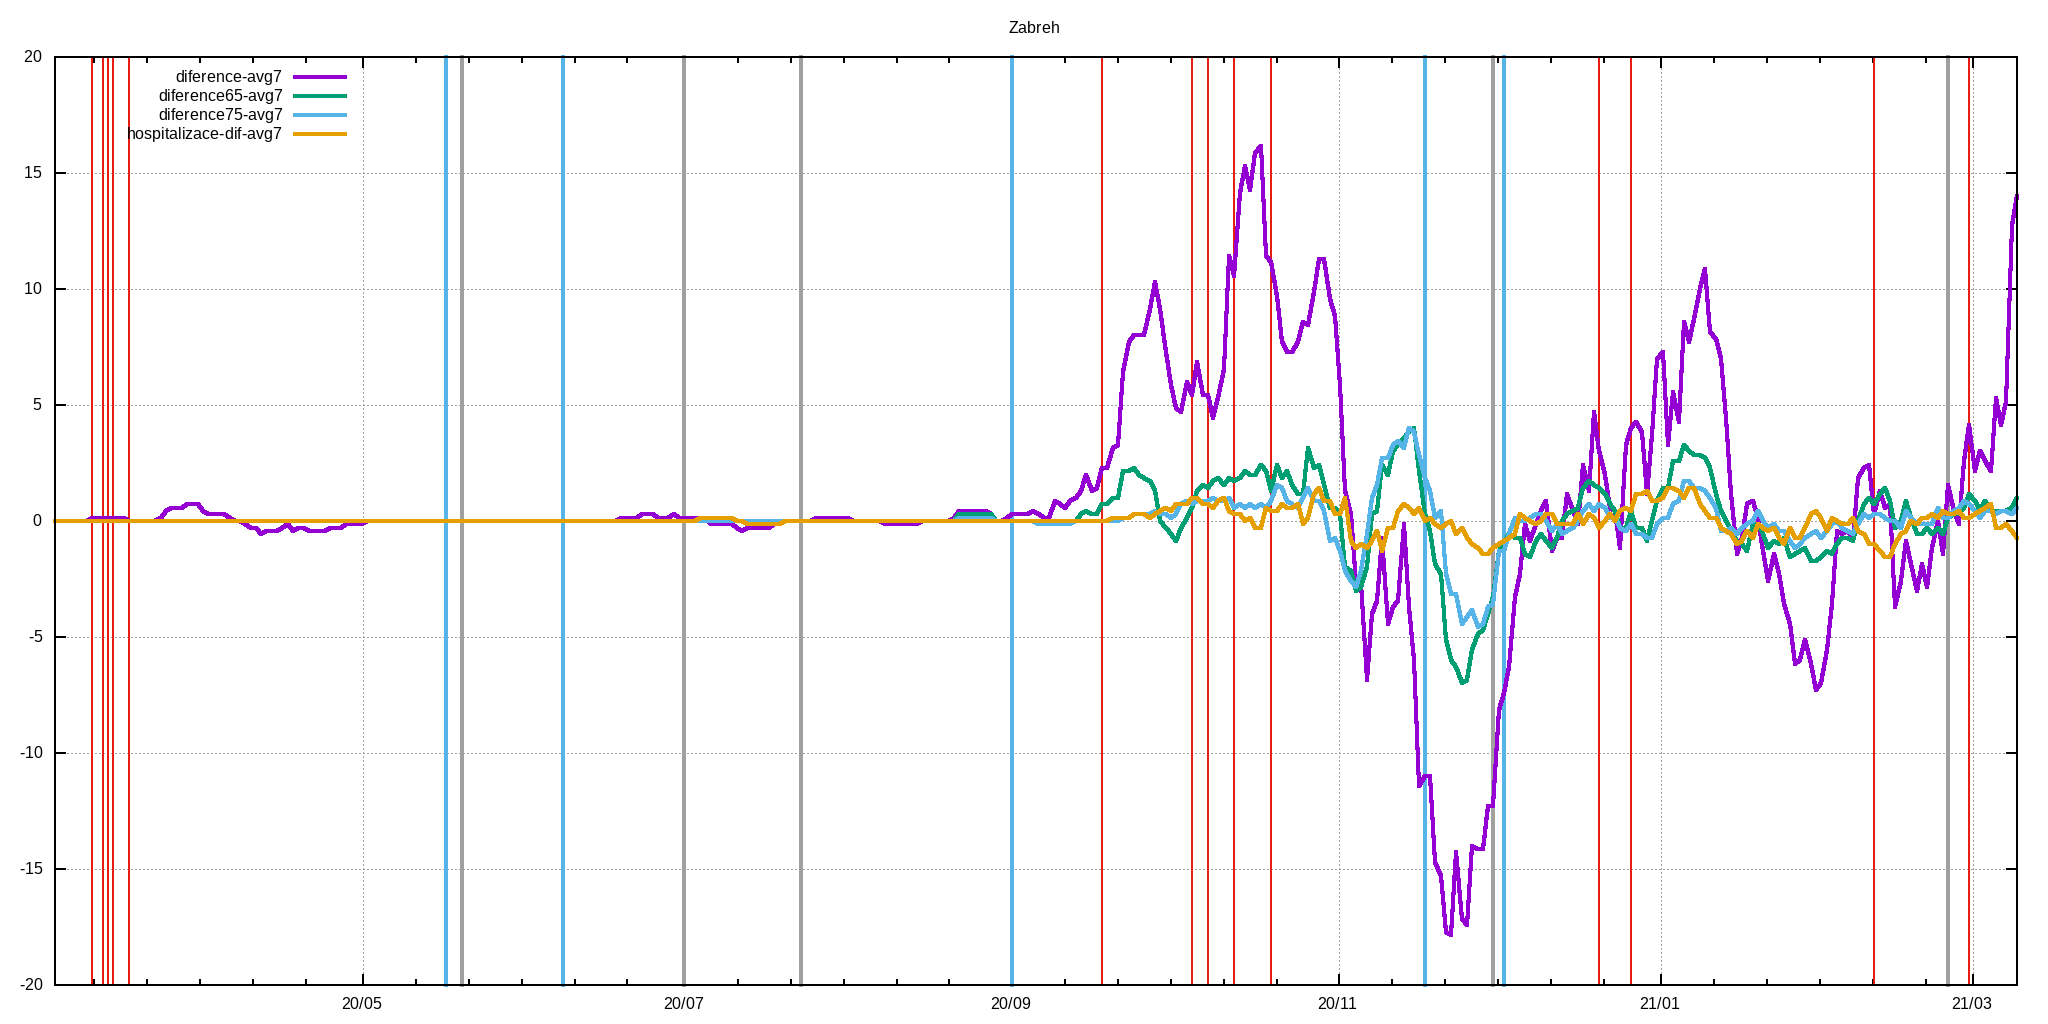 Zabreh
20
diference-avg7
diference65-avg7
diference75-avg7
hospitalizace-dif-avg7
15
10
5
0
-5
-10
-15
-20
20/05 20/07 20/09 20/11 21/01 21/03